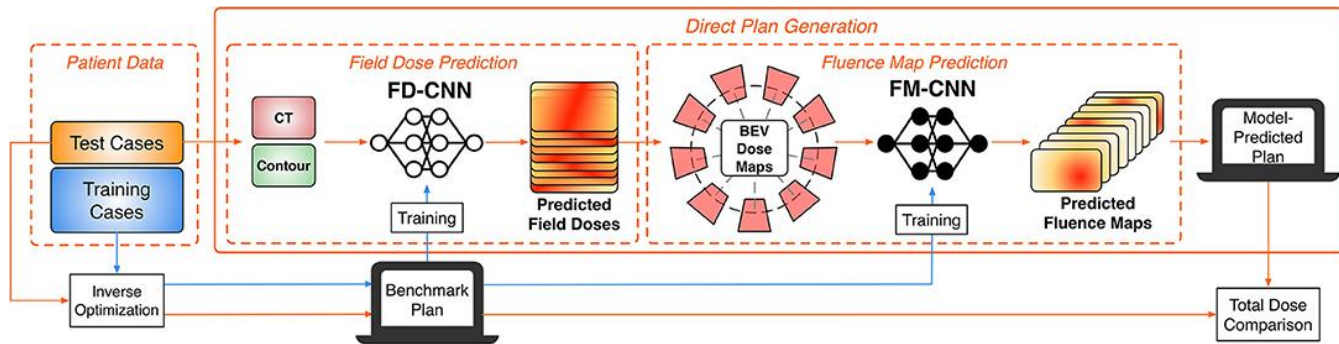 Direct Plan Generation
Patient Data
Field Dose Prediction
Fluence Map Prediction
FD-CNN
FM-CNN
Test Cases
Training
Cases
CT
Contour
Training
Predicted
Field Doses
BEV
Dose
Maps
Training
Predicted
Fluence Maps
Model-
Predicted
Plan
Inverse
Optimization
Benchmark
Plan
Total Dose
Comparison